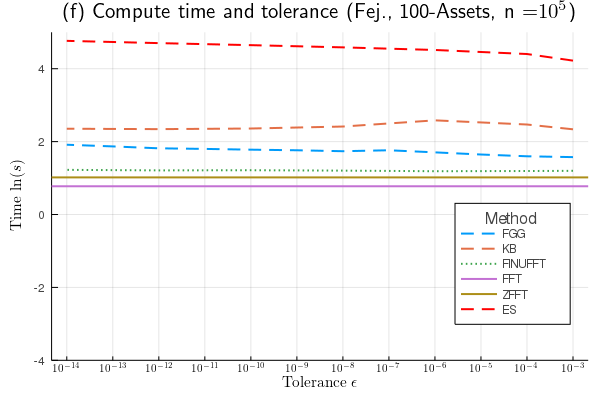 (f) Compute time and tolerance (Fej., 100-Assets, n =10⁵)
Time ln(s)
4
2
0
-2
-4
Method
FGG
KB
FINUFFT
FFT
ZFFT
ES
10⁻¹⁴ 10⁻¹³ 10⁻¹² 10⁻¹¹ 10⁻¹⁰ 10⁻⁹ 10⁻⁸ 10⁻⁷ 10⁻⁶ 10⁻⁵ 10⁻⁴ 10⁻³
Tolerance ϵ